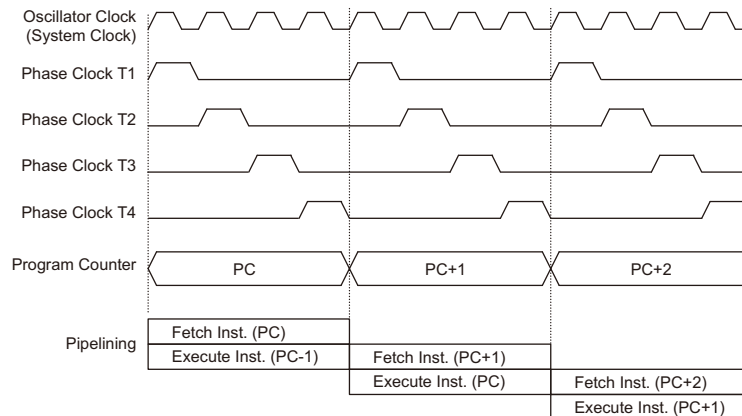 Oscillator Clock
(System Clock)
Phase Clock T1
Phase Clock T2
Phase Clock T3
Phase Clock T4
Program Counter
PC
PC+1
PC+2
Pipelining
Fetch Inst. (PC)
Execute Inst. (PC-1)
Fetch Inst. (PC+1)
Execute Inst. (PC)
Fetch Inst. (PC+2)
Execute Inst. (PC+1)